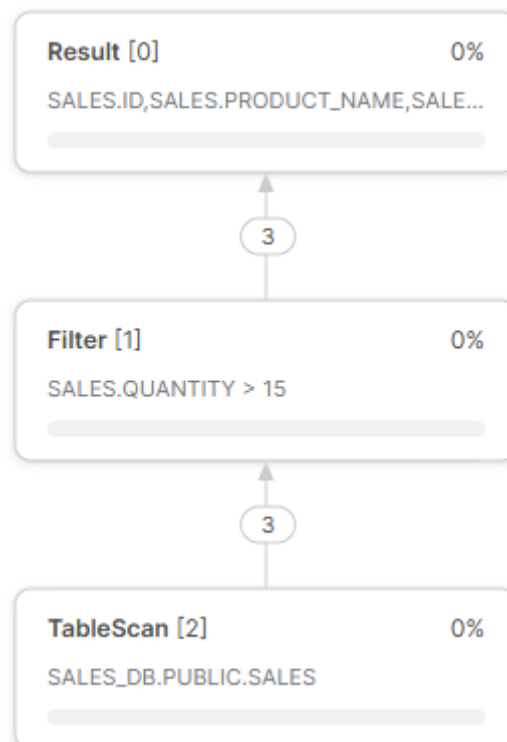 Result [0] 0%
SALES.ID,SALES.PRODUCT_NAME,SALE...
3
Filter [1] 0%
SALES.QUANTITY > 15
3
TableScan [2] 0%
SALES_DB.PUBLIC.SALES